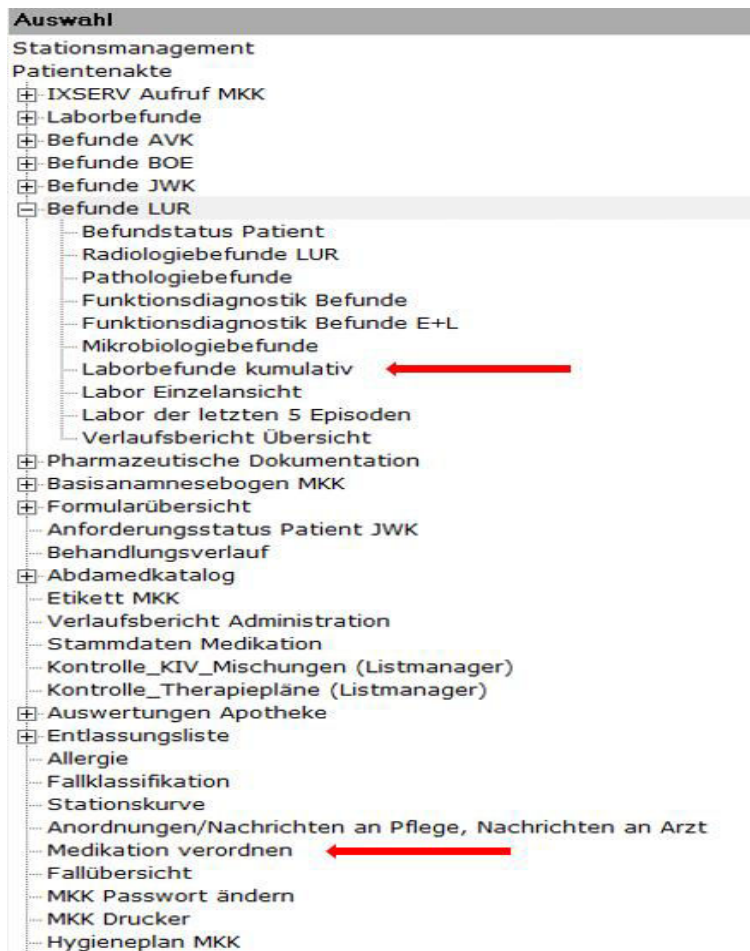 Auswahl
Stationsmanagement
Patientenakte
IXSERV Aufruf MKK
Laborbefunde
Befunde AVK
Befunde BOE
Befunde JWK
Befunde LUR
Befundstatus Patient
Radiologiebefunde LUR
Pathologiebefunde
Funktionsdiagnostik Befunde
Funktionsdiagnostik Befunde E+L
Mikrobiologiebefunde
Laborbefunde kumulativ
Labor Einzelansicht
Labor der letzten 5 Episoden
Verlaufsbericht Übersicht
Pharmazeutische Dokumentation
Basisanamnesebogen MKK
Formularübersicht
Anforderungsstatus Patient JWK
Behandlungsverlauf
Abdamedkatalog
Etikett MKK
Verlaufsbericht Administration
Stammdaten Medikation
Kontrolle_KIV_Mischungen (Listmanager)
Kontrolle_Therapiepläne (Listmanager)
Auswertungen Apotheke
Entlassungsliste
Allergie
Fallklassifikation
Stationskurve
Anordnungen/Nachrichten an Pflege, Nachrichten an Arzt
Medikation verordnen
Fallübersicht
MKK Passwort ändern
MKK Drucker
Hygieneplan MKK